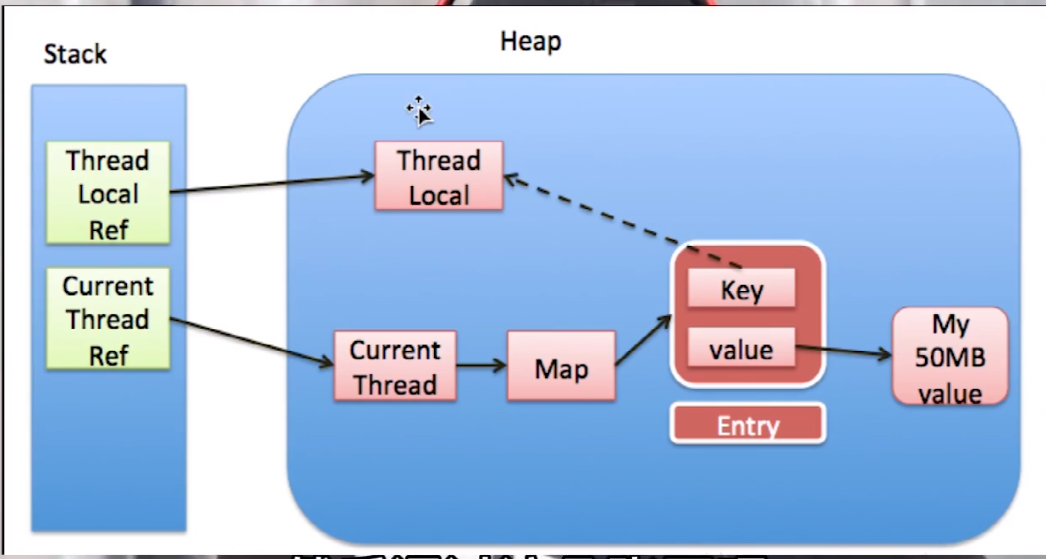 Stack
Heap
Thread
Local
Ref
Thread
Local
Current
Thread
Ref
Key
value
Current
Thread
Map
My
50MB
value
Entry